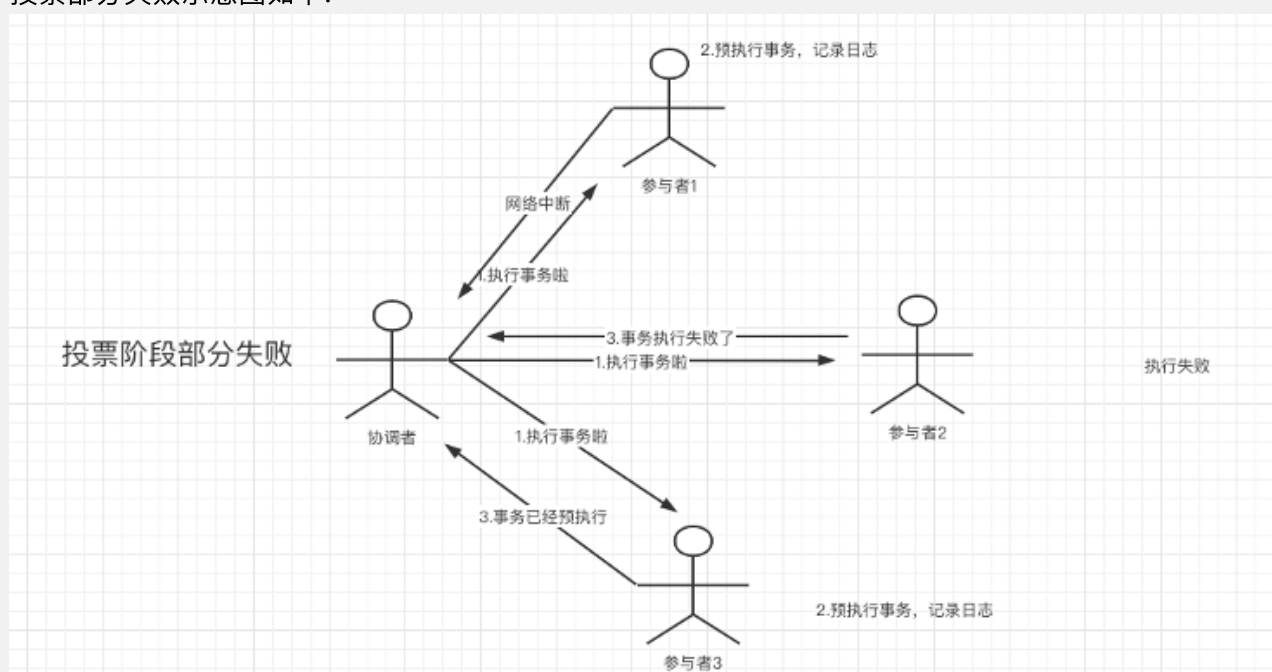 投票部分失败示意图如下：
2.预执行事务，记录日志
参与者1
网络中断
1.执行事务啦
3.事务执行失败了
1.执行事务啦
投票阶段部分失败
执行失败
协调者
参与者2
1.执行事务啦
3.事务已经预执行
2.预执行事务，记录日志
参与者3